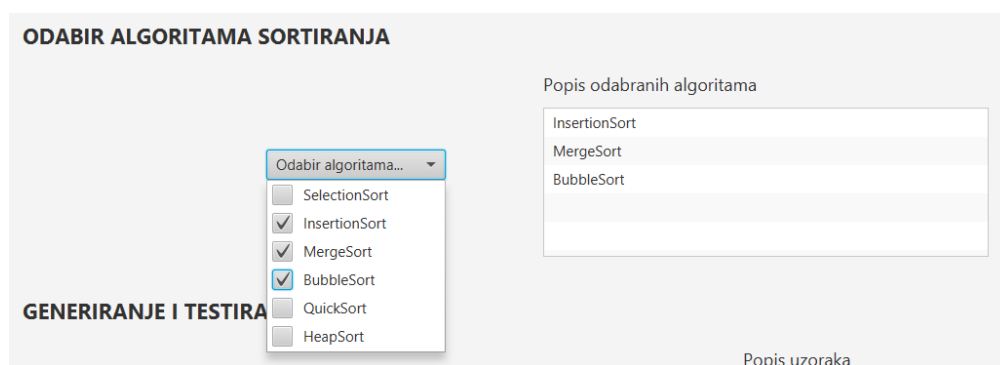 ODABIR ALGORITAMA SORTIRANJA
Popis odabranih algoritama
InsertionSort
MergeSort
BubbleSort
Odabir algoritama...
SelectionSort
InsertionSort
MergeSort
BubbleSort
QuickSort
HeapSort
GENERIRANJE I TESTIRA
Popis uzoraka